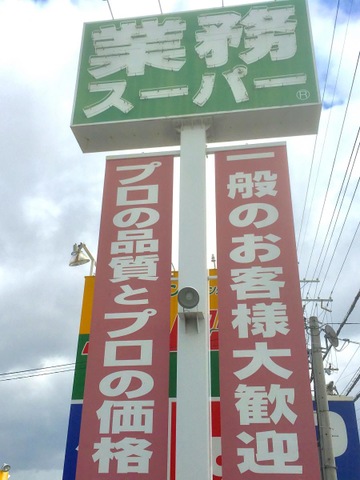 業務
スーパー®
プロの品質とプロの価格
一般のお客様大歓迎